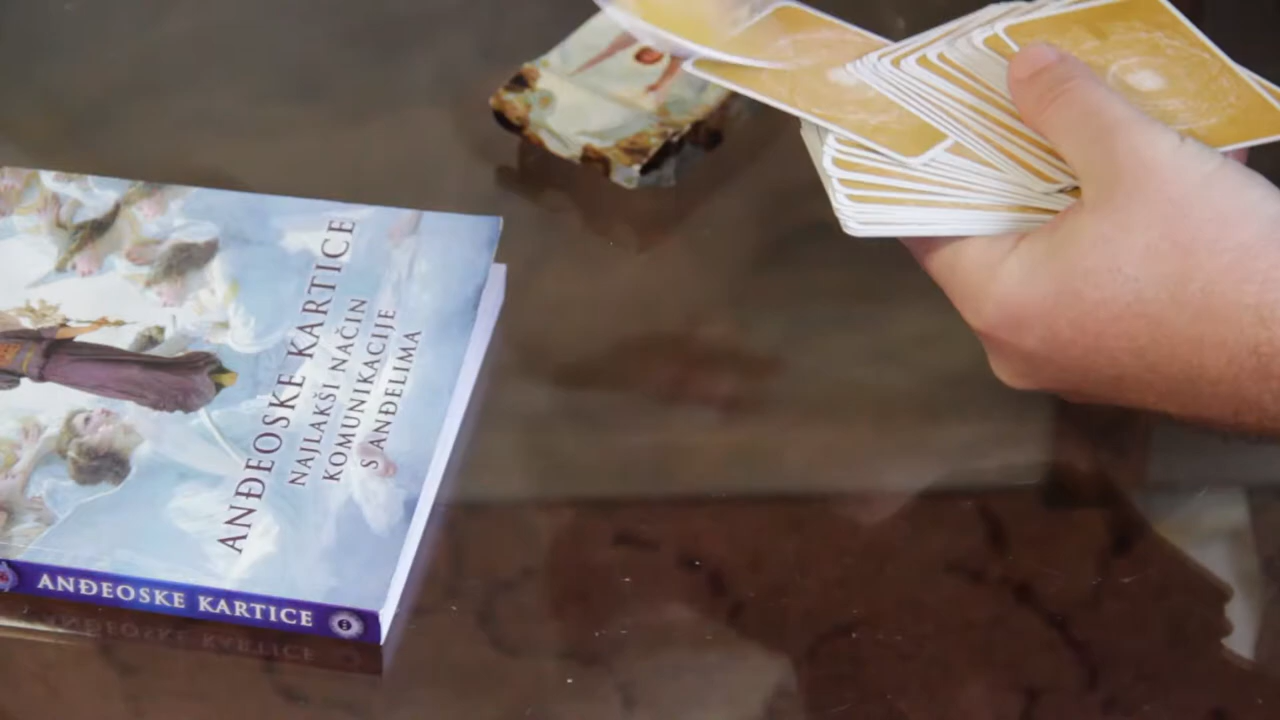 ANĐEOSKE KARTICE
NAJLAKŠI NAČIN
KOMUNIKACIJE
S ANĐELIMA
ANĐEOSKE KARTICE